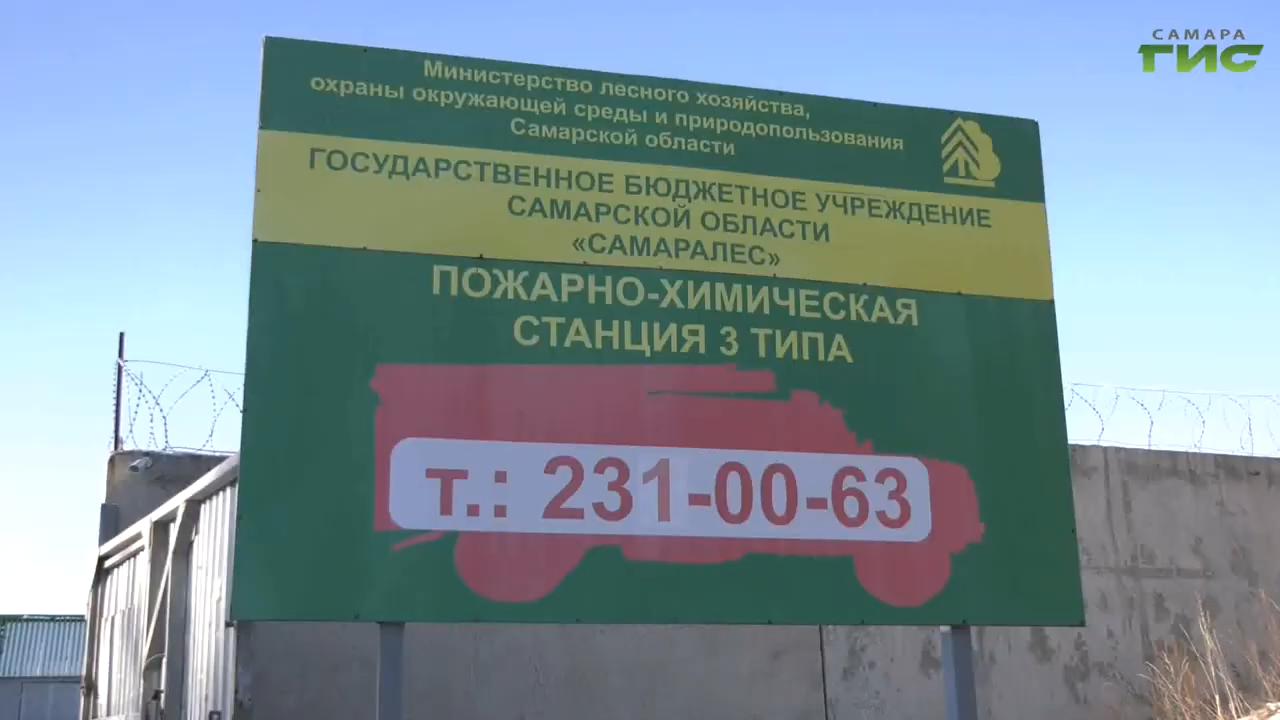 САМАРА
ГИС
Министерство лесного хозяйства,
охраны окружающей среды и природопользования
Самарской области
ГОСУДАРСТВЕННОЕ БЮДЖЕТНОЕ УЧРЕЖДЕНИЕ
САМАРСКОЙ ОБЛАСТИ
«САМАРАЛЕС»
ПОЖАРНО-ХИМИЧЕСКАЯ
СТАНЦИЯ 3 ТИПА
т.: 231-00-63